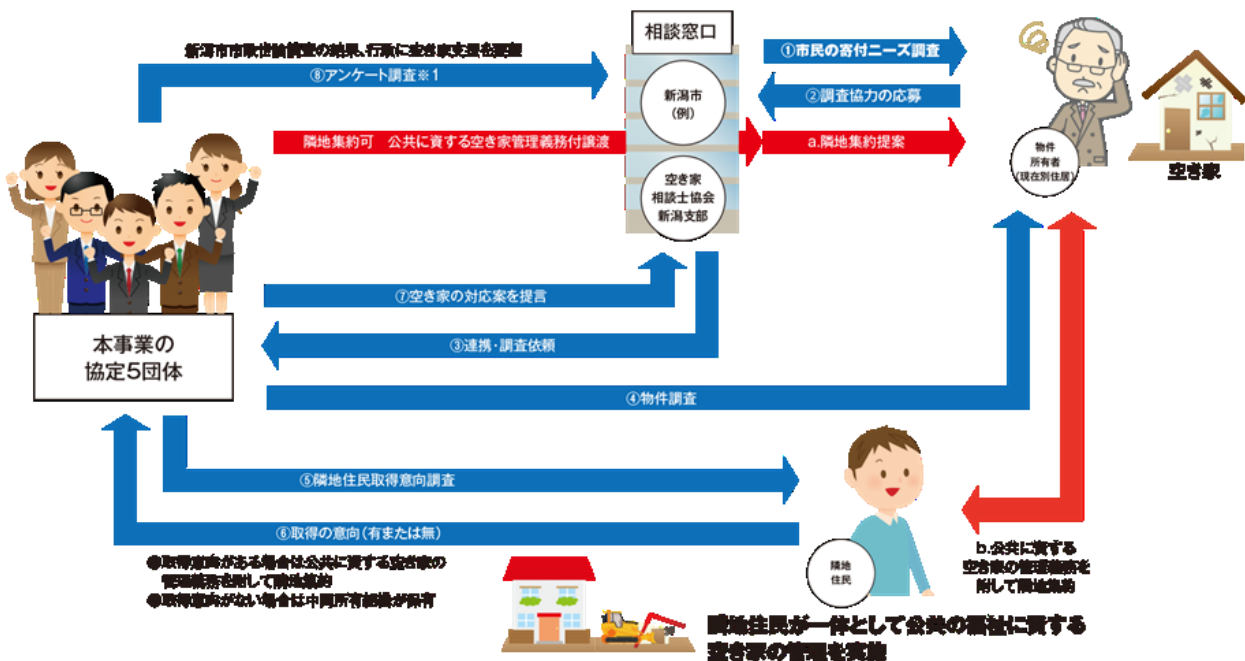 新潟市市政世論調査の結果、行政に空き家支援を要望
⑧アンケート調査※1
相談窓口
新潟市
(例)
空き家
相談士協会
新潟支部
①市民の寄付ニーズ調査
②調査協力の応募
隣地集約可 公共に資する空き家管理義務付譲渡
a.隣地集約提案
物件
所有者
(現在別住居)
空き家
本事業の
協定5団体
⑦空き家の対応案を提言
③連携・調査依頼
④物件調査
⑤隣地住民取得意向調査
⑥取得の意向(有または無)
●取得意向がある場合は公共に資する空き家の
管理義務を附して隣地集約
●取得意向がない場合は中間所有組織が保有
隣地
住民
b.公共に資する
空き家の管理義務を
附して隣地集約
隣地住民が一体として公共の福祉に資する
空き家の管理を実施